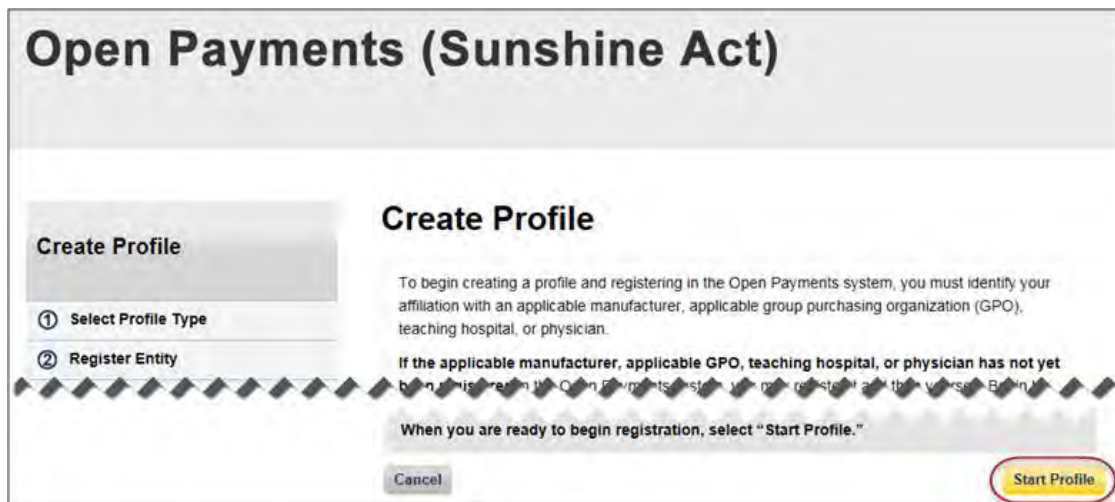 Open Payments (Sunshine Act)
Create Profile
① Select Profile Type
② Register Entity
Create Profile
To begin creating a profile and registering in the Open Payments system, you must identify your
affiliation with an applicable manufacturer, applicable group purchasing organization (GPO),
teaching hospital, or physician.
If the applicable manufacturer, applicable GPO, teaching hospital, or physician has not yet
When you are ready to begin registration, select “Start Profile.”
Cancel
Start Profile